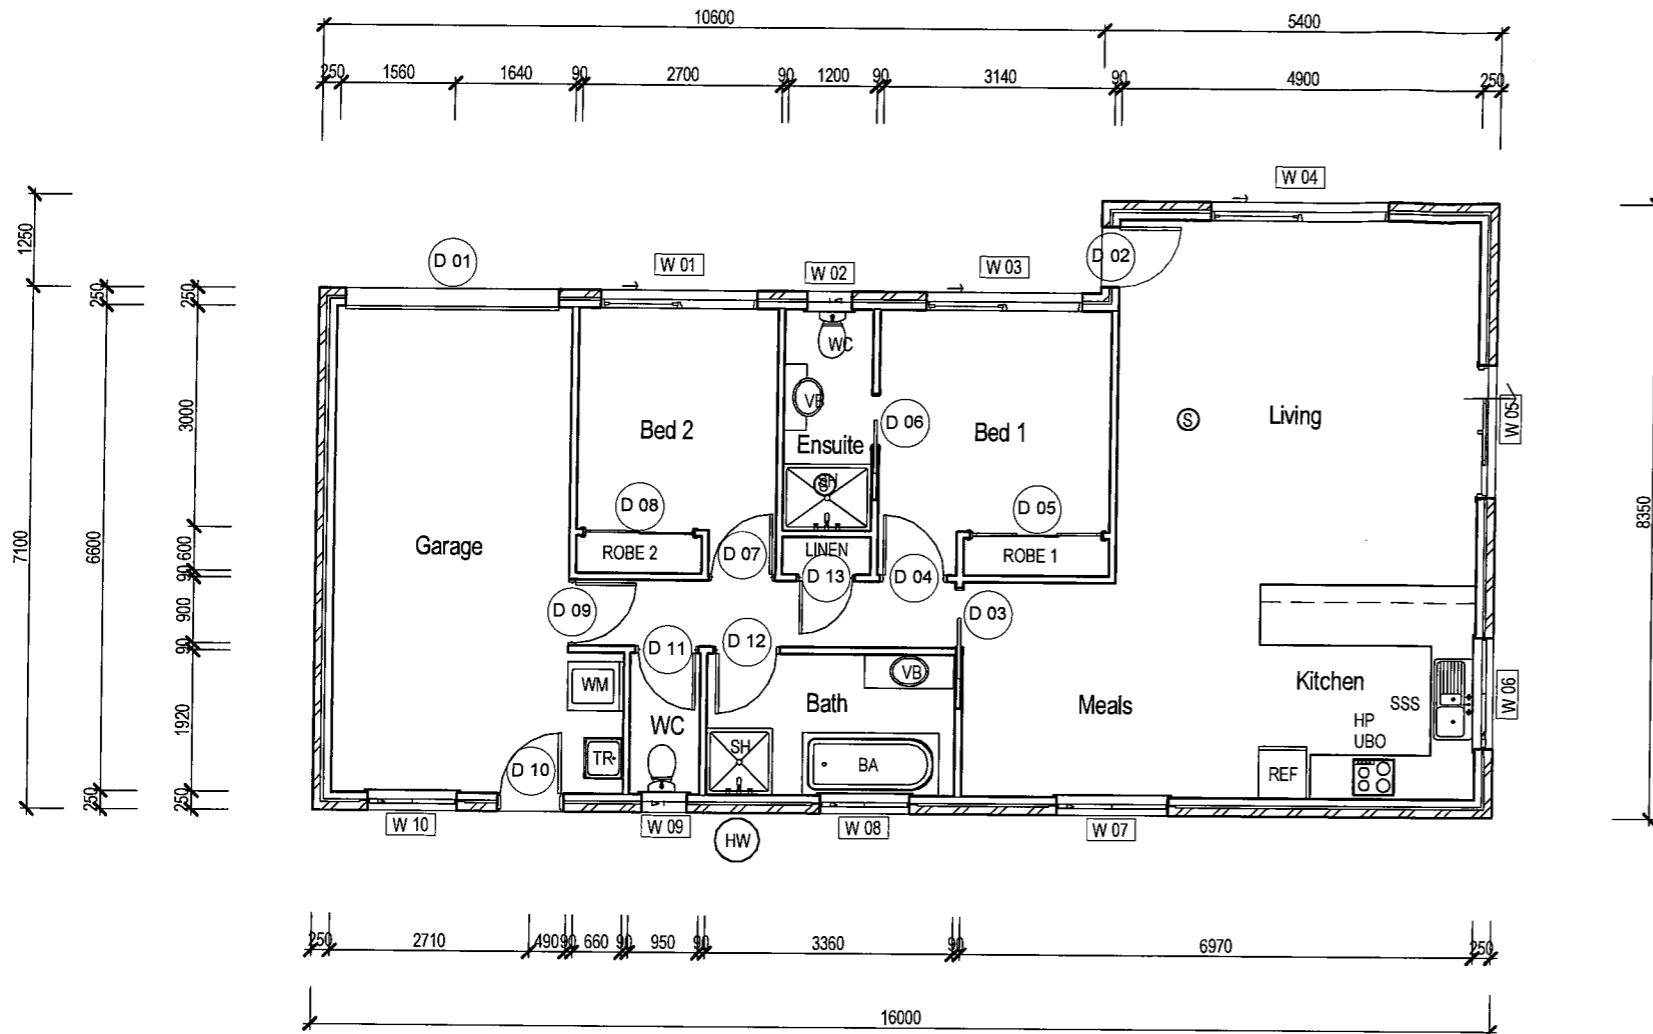 10600 5400
250 1560 1640 90 2700 90 1200 90 3140 90 4900 250
W 04
1250
D 01 W 01 W 02 W 03 D 02
250 250
WC
VB
3000
D 06
Bed 2 Ensuite Bed 1 S Living W 05
SH
S
D 08 D 05
7100 6600 8350
600
Garage ROBE 2 D 07 LINEN ROBE 1
90
D 13 D 04
900
D 09 D 03
90
D 11 D 12
WM VB
1920
WC Bath Meals Kitchen SSS W 06
HP
UBO
TR SH
D 10 BA REF
250 250
W 10 W 09 HW W 08 W 07
250 2710 490 90 660 90 950 90 3360 90 6970 250
16000